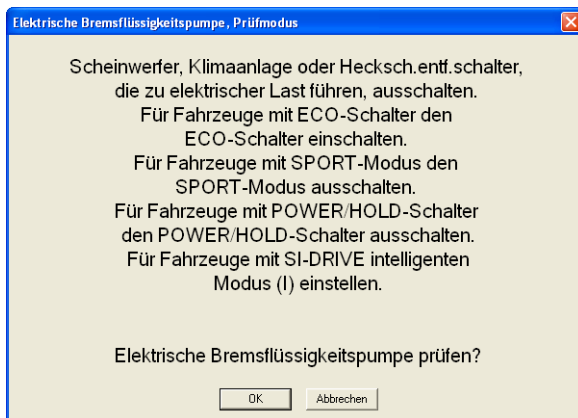 Elektrische Bremsflüssigkeitspumpe, Prüfmodus
Scheinwerfer, Klimaanlage oder Hecksch.entf.schalter,
die zu elektrischer Last führen, ausschalten.
Für Fahrzeuge mit ECO-Schalter den
ECO-Schalter einschalten.
Für Fahrzeuge mit SPORT-Modus den
SPORT-Modus ausschalten.
Für Fahrzeuge mit POWER/HOLD-Schalter
den POWER/HOLD-Schalter ausschalten.
Für Fahrzeuge mit SI-DRIVE intelligenten
Modus (I) einstellen.
Elektrische Bremsflüssigkeitspumpe prüfen?
OK
Abbrechen